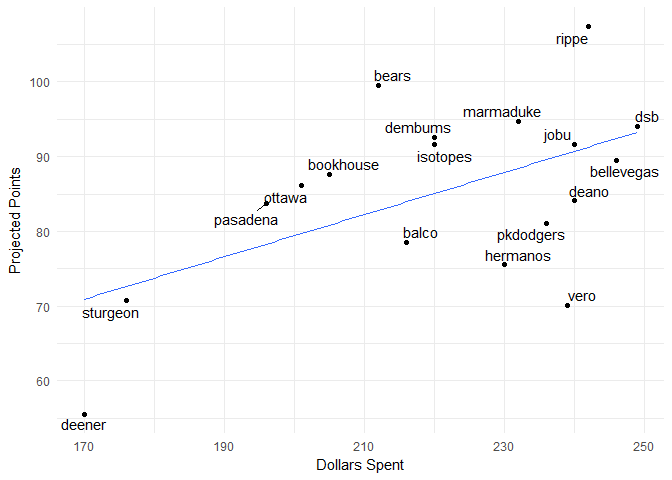 rippe
bears
marmaduke
dsb
dembums
jobu
isotopes
bookhouse
bellevegas
ottawa
deano
pasadena
balco
pkdodgers
hermanos
vero
sturgeon
deener
100
90
80
70
60
170
190
210
230
250
Dollars Spent
Projected Points